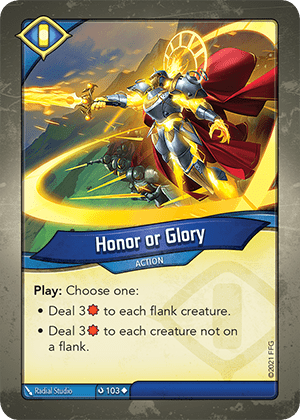 Honor or Glory
ACTION
Play: Choose one:
• Deal 3 to each flank creature.
• Deal 3 to each creature not on
a flank.
©2021 FFG
Radial Studio
103